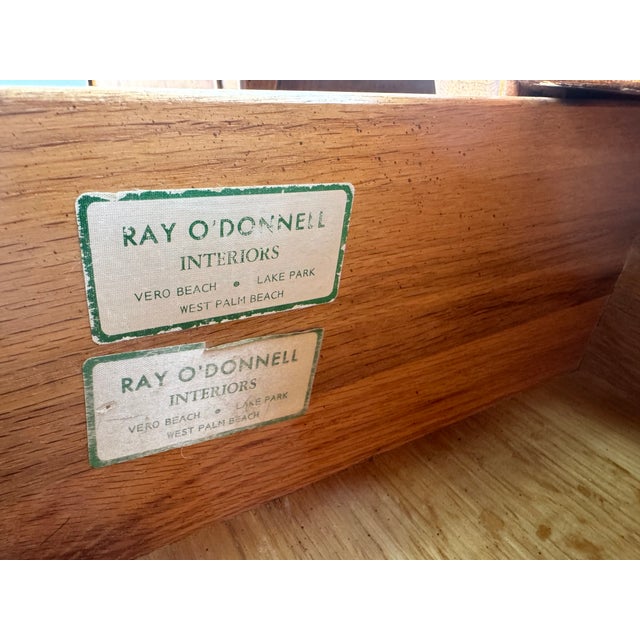 RAY O'DONNELL
INTERIORS
VERO BEACH • LAKE PARK
WEST PALM BEACH
RAY O'DONNELL
INTERIORS
VERO BEACH • LAKE PARK
WEST PALM BEACH